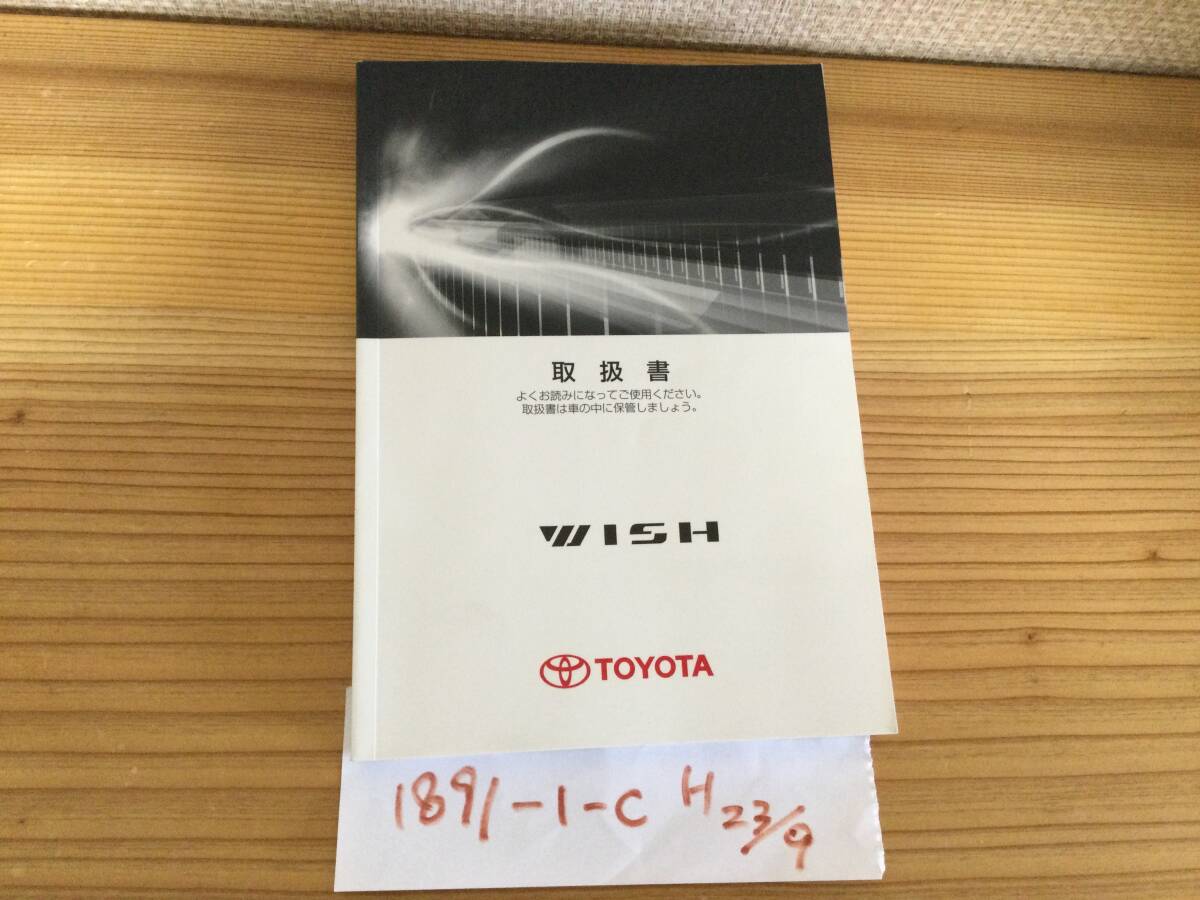 取扱書
よくお読みになってご使用ください。
取扱書は車の中に保管しましょう。
WISH
TOYOTA
1891-1-C H23/9